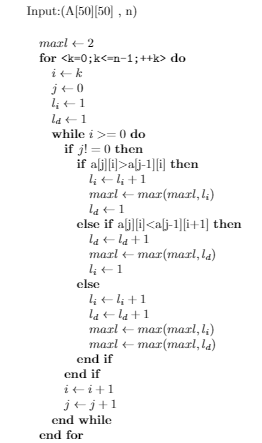 Input:(A[50][50] , n)
maxl ← 2
for <k=0;k<=n-1;++k> do
i ← k
j ← 0
l_i ← 1
l_d ← 1
while i >= 0 do
if j! = 0 then
if a[j][i]>a[j-1][i] then
l_i ← l_i + 1
maxl ← max(maxl, l_i)
l_d ← 1
else if a[j][i]<a[j-1][i+1] then
l_d ← l_d + 1
maxl ← max(maxl, l_d)
l_i ← 1
else
l_i ← l_i + 1
l_d ← l_d + 1
maxl ← max(maxl, l_i)
maxl ← max(maxl, l_d)
end if
end if
i ← i + 1
j ← j + 1
end while
end for